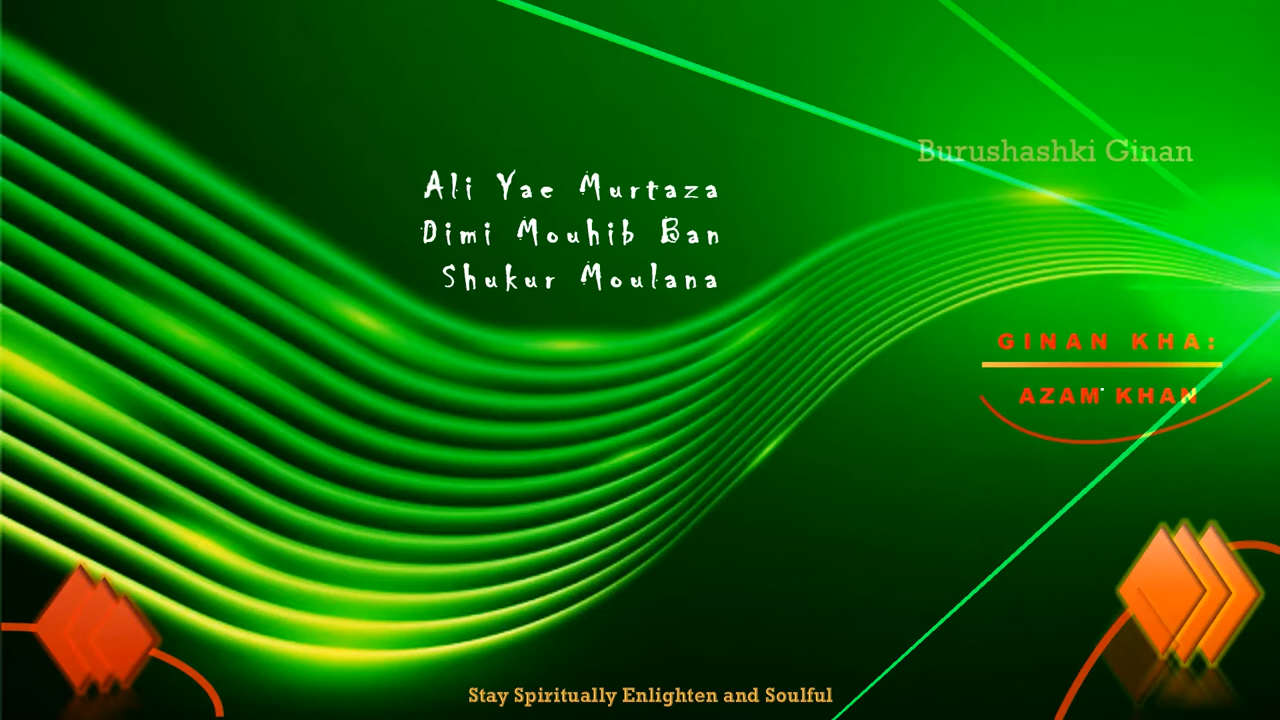 Burushashki Ginan
Ali Yae Murtaza
Dimi Mouhib Ban
Shukur Moulana
GINAN KHA:
AZAM KHAN
Stay Spiritually Enlighten and Soulful